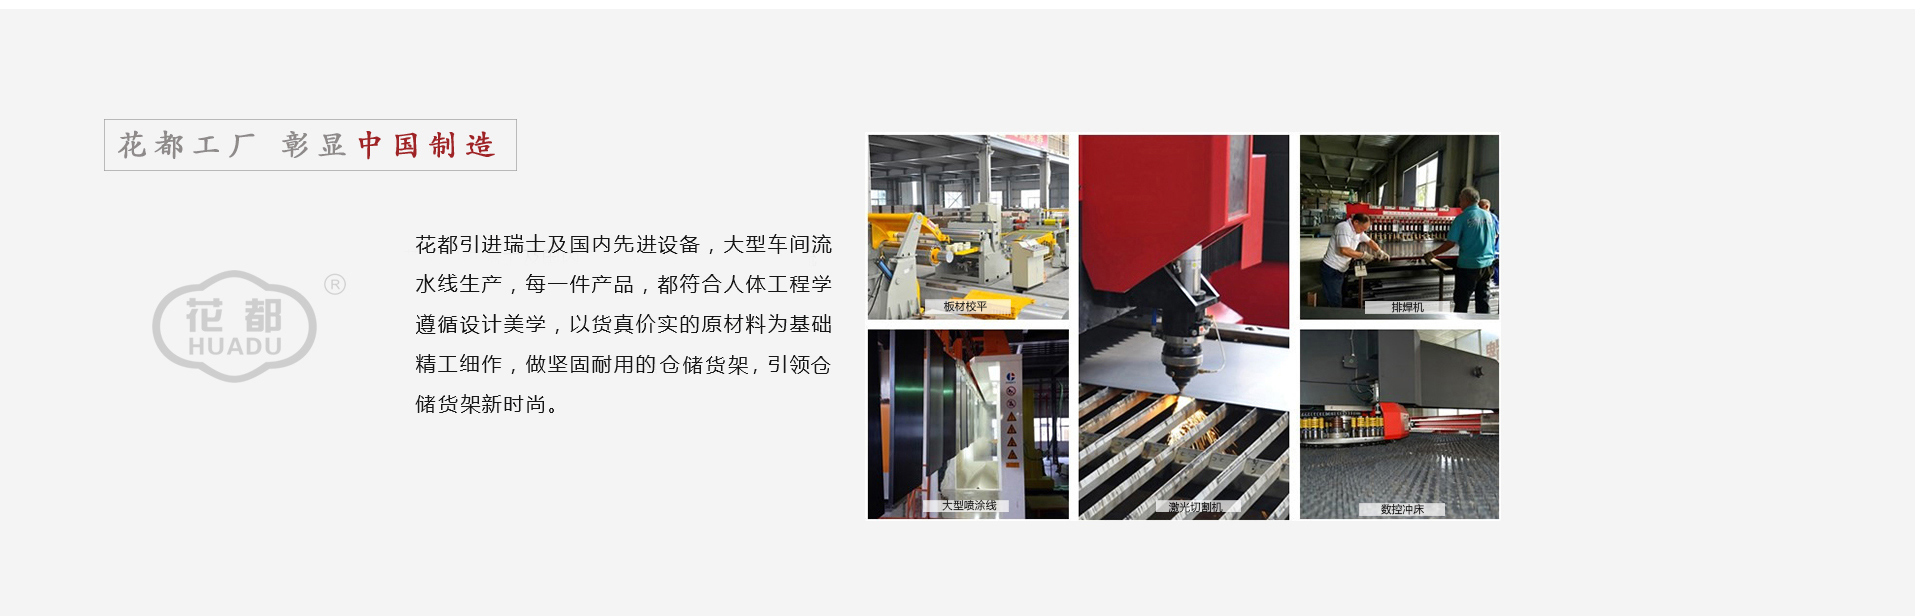 花都工厂 彰显中国制造
花都
HUADU
®
花都引进瑞士及国内先进设备，大型车间流
水线生产，每一件产品，都符合人体工程学
遵循设计美学，以货真价实的原材料为基础
精工细作，做坚固耐用的仓储货架，引领仓
储货架新时尚。
板材校平
大型喷涂线
激光切割机
排焊机
数控冲床